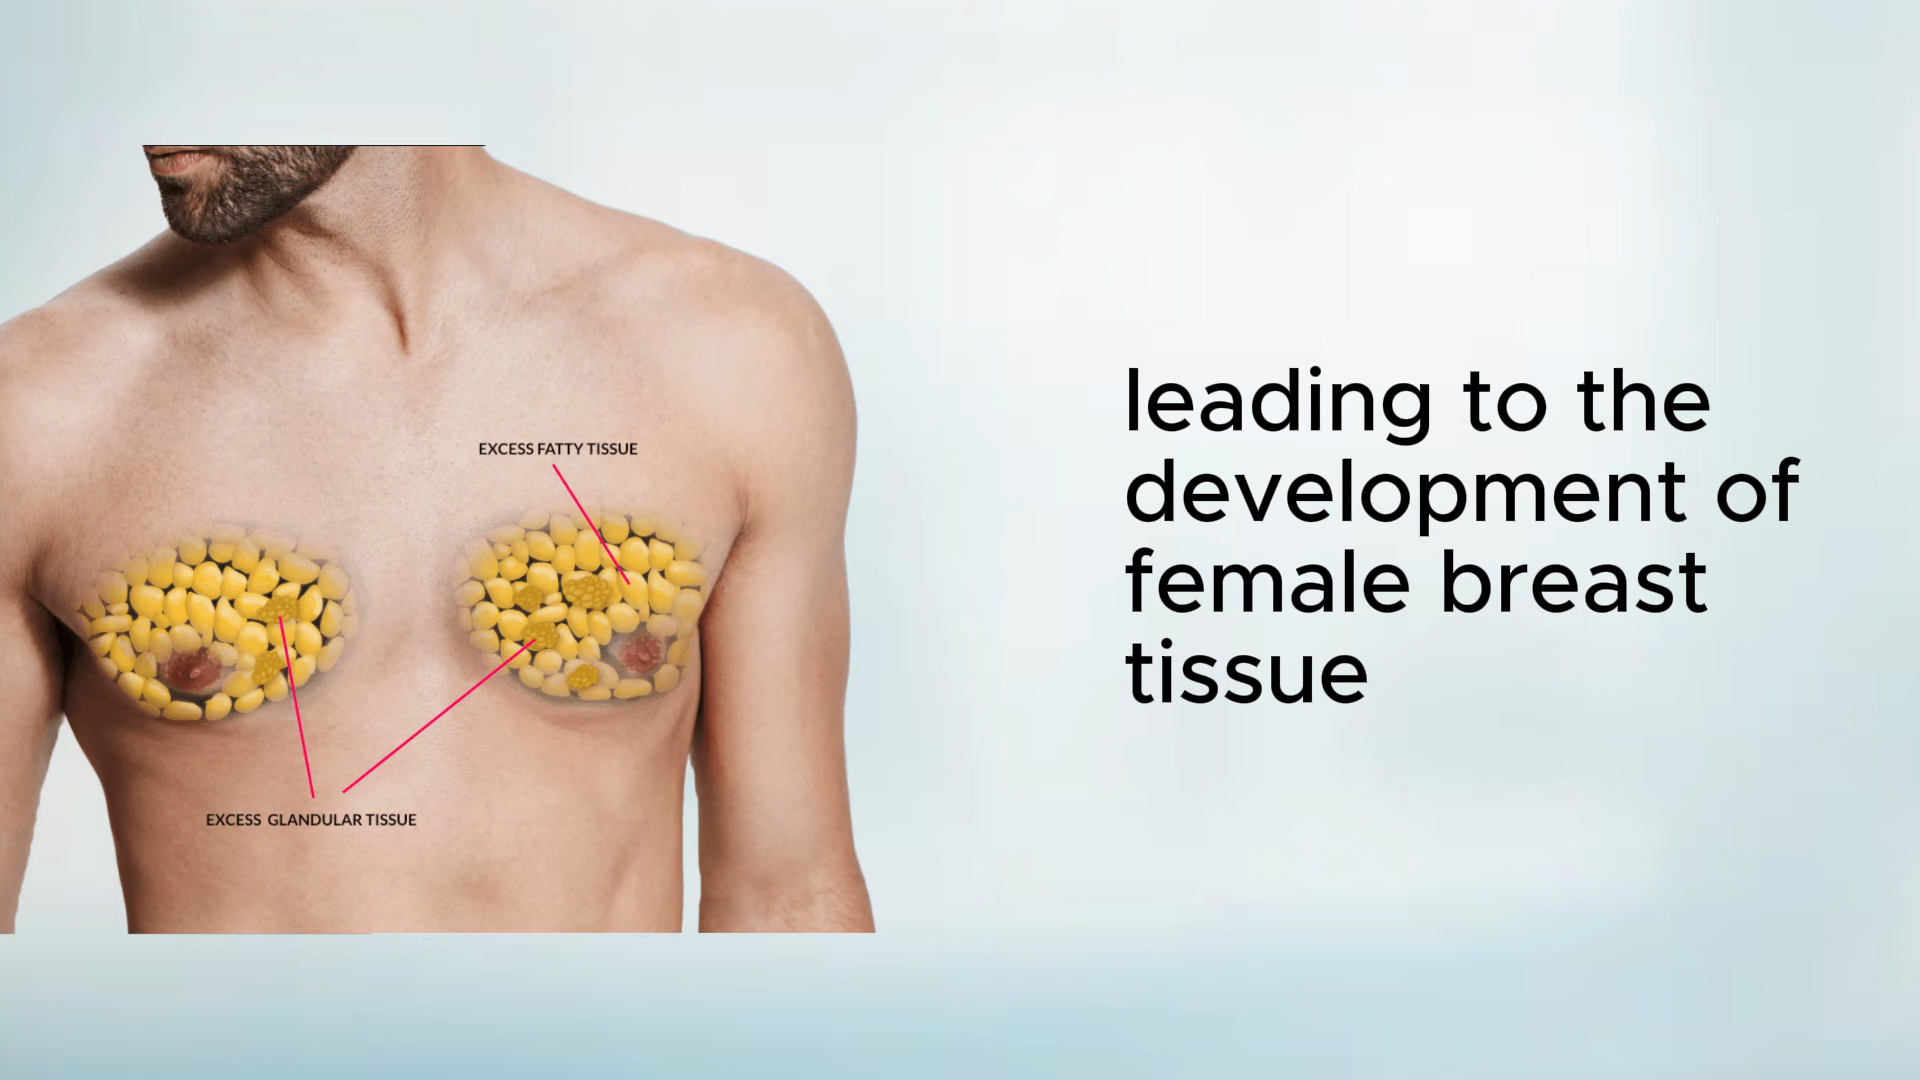 EXCESS FATTY TISSUE
EXCESS GLANDULAR TISSUE
leading to the
development of
female breast
tissue